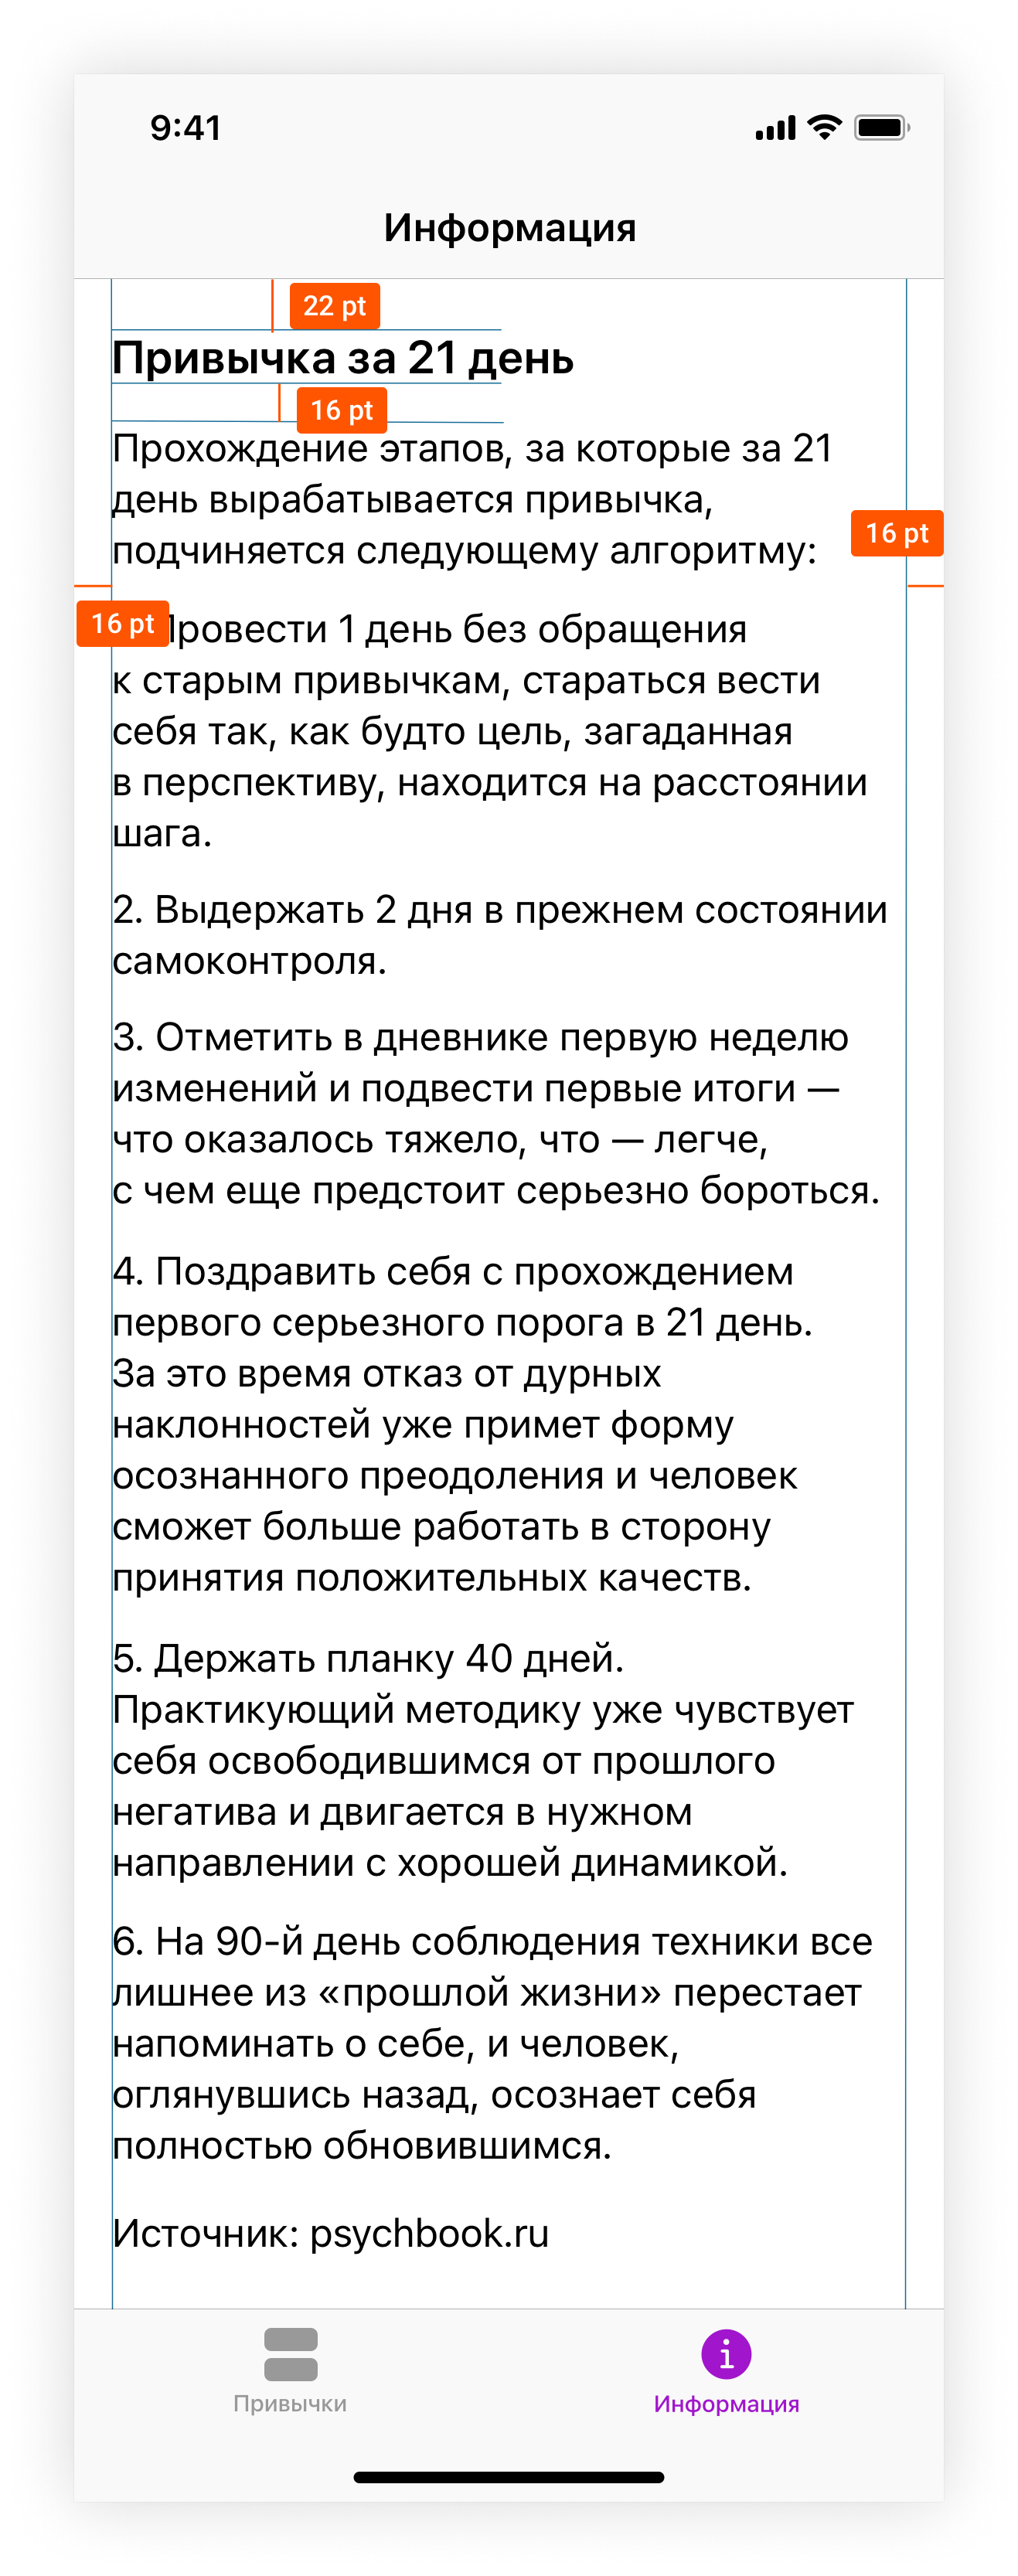 9:41
Информация
22 pt
Привычка за 21 день
16 pt
Прохождение этапов, за которые за 21
день вырабатывается привычка,
16 pt
подчиняется следующему алгоритму:
16 pt
Провести 1 день без обращения
к старым привычкам, стараться вести
себя так, как будто цель, загаданная
в перспективу, находится на расстоянии
шага.
2. Выдержать 2 дня в прежнем состоянии
самоконтроля.
3. Отметить в дневнике первую неделю
изменений и подвести первые итоги —
что оказалось тяжело, что — легче,
с чем еще предстоит серьезно бороться.
4. Поздравить себя с прохождением
первого серьезного порога в 21 день.
За это время отказ от дурных
наклонностей уже примет форму
осознанного преодоления и человек
сможет больше работать в сторону
принятия положительных качеств.
5. Держать планку 40 дней.
Практикующий методику уже чувствует
себя освободившимся от прошлого
негатива и двигается в нужном
направлении с хорошей динамикой.
6. На 90-й день соблюдения техники все
лишнее из «прошлой жизни» перестает
напоминать о себе, и человек,
оглянувшись назад, осознает себя
полностью обновившимся.
Источник: psychbook.ru
Привычки
Информация